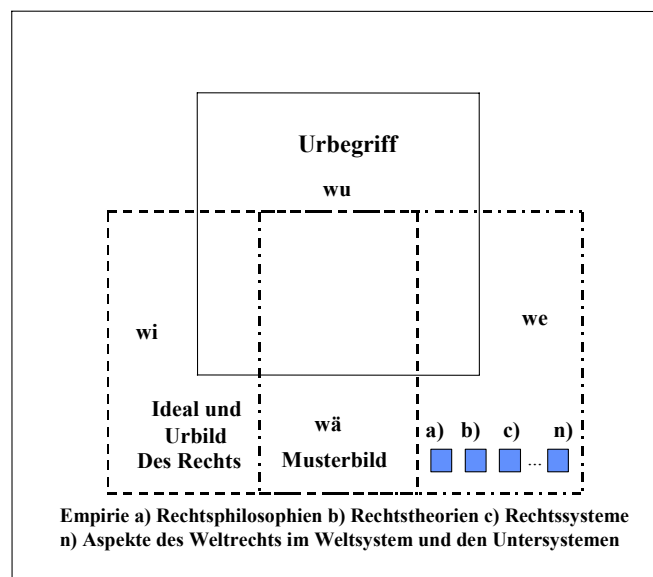 Urbegriff
wu
wi
we
Ideal und
Urbild
Des Rechts
wä
Musterbild
a) b) c) n)
...
Empirie a) Rechtsphilosophien b) Rechtstheorien c) Rechtssysteme
n) Aspekte des Weltrechts im Weltsystem und den Untersystemen